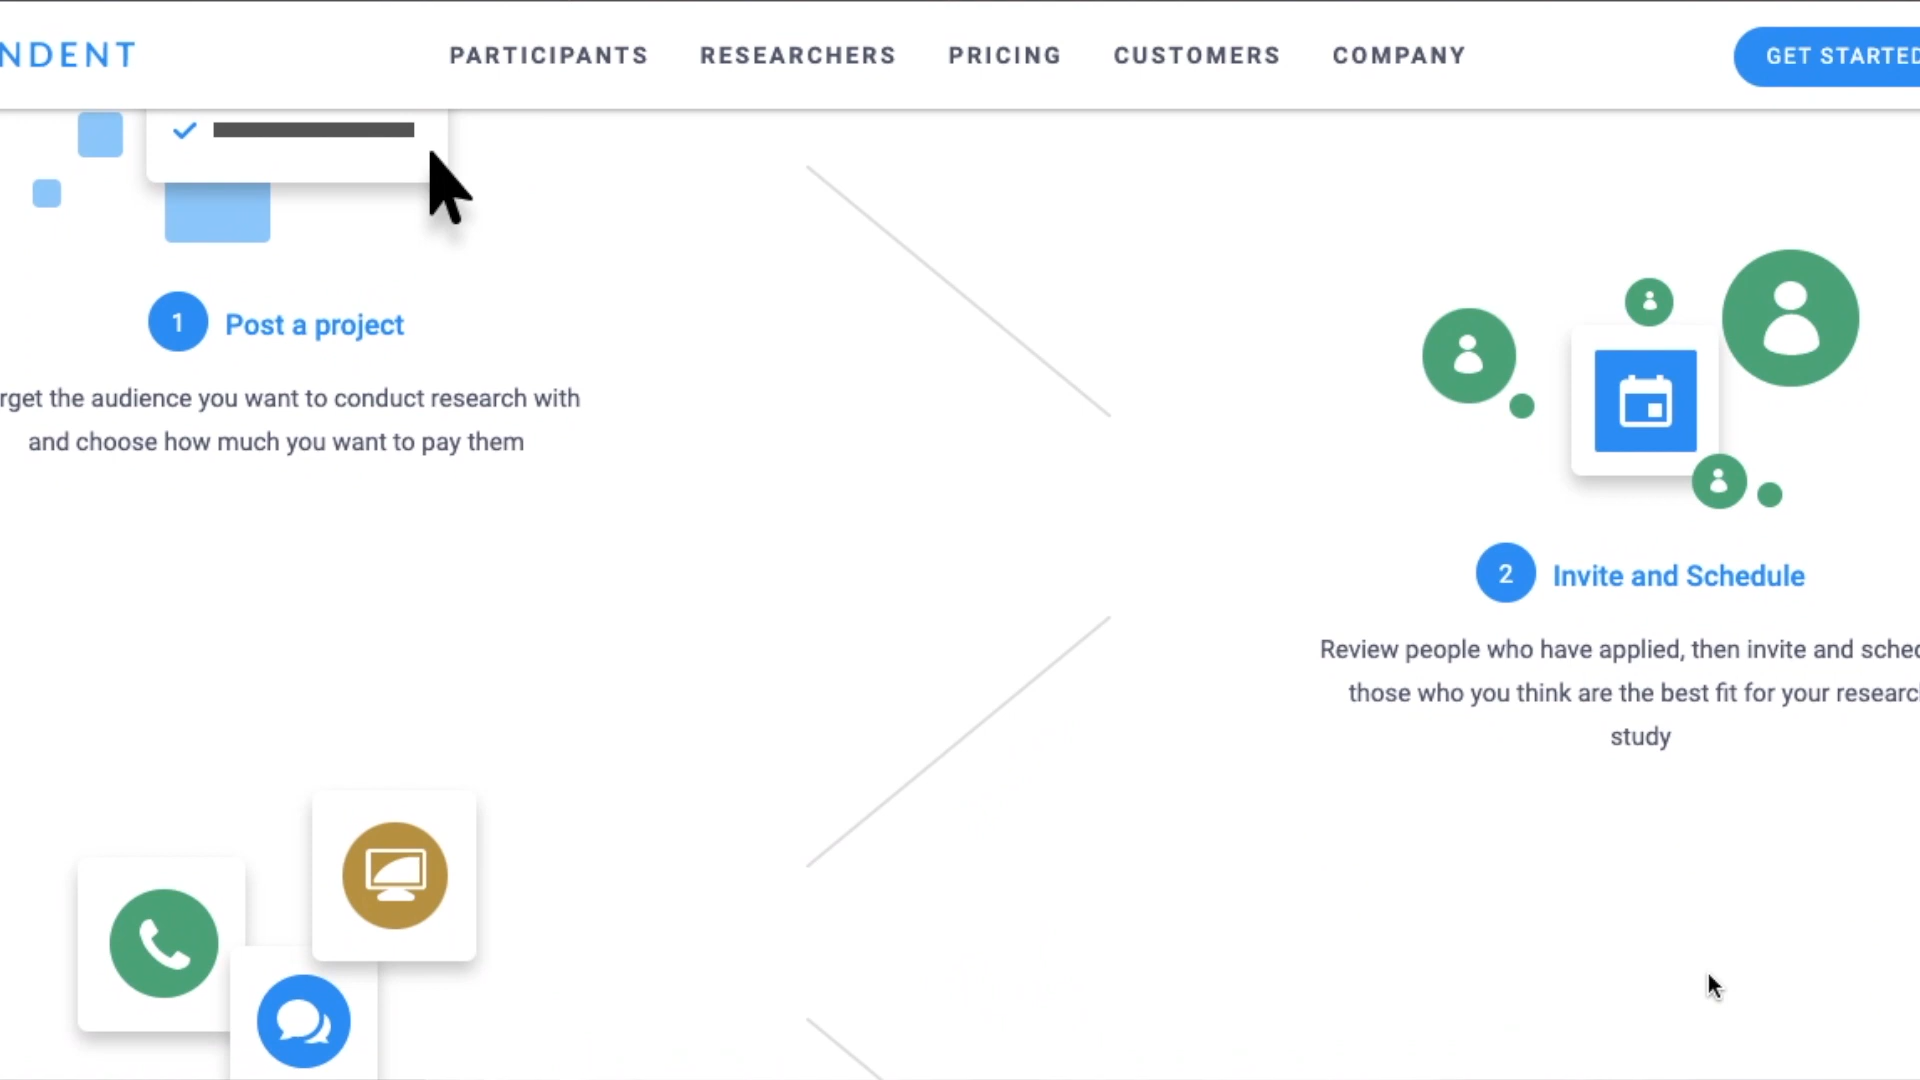 NDENT
PARTICIPANTS RESEARCHERS PRICING CUSTOMERS COMPANY
GET STARTED
1 Post a project
rget the audience you want to conduct research with
and choose how much you want to pay them
2 Invite and Schedule
Review people who have applied, then invite and sched
those who you think are the best fit for your research
study